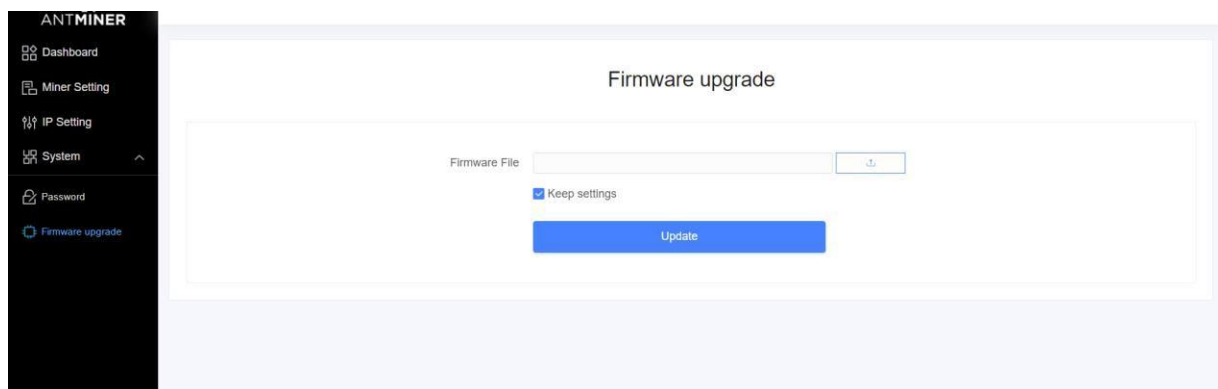 ANTMINER
Dashboard
Miner Setting
IP Setting
System
Password
Firmware upgrade
Firmware upgrade
Firmware File
Keep settings
Update